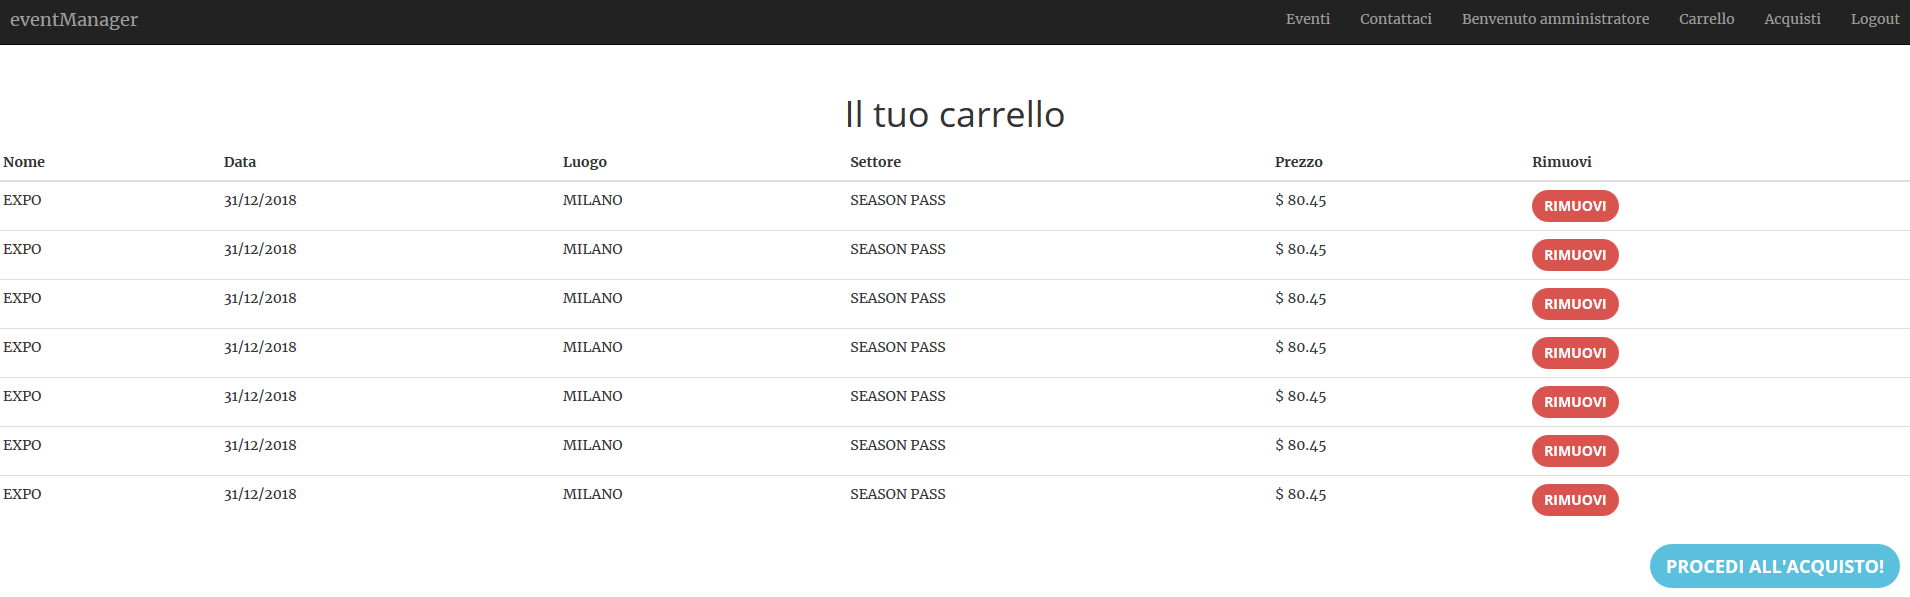 eventManager Eventi Contattaci Benvenuto amministratore Carrello Acquisti Logout
Il tuo carrello
Nome Data Luogo Settore Prezzo Rimuovi
EXPO 31/12/2018 MILANO SEASON PASS $ 80.45 RIMUOVI
EXPO 31/12/2018 MILANO SEASON PASS $ 80.45 RIMUOVI
EXPO 31/12/2018 MILANO SEASON PASS $ 80.45 RIMUOVI
EXPO 31/12/2018 MILANO SEASON PASS $ 80.45 RIMUOVI
EXPO 31/12/2018 MILANO SEASON PASS $ 80.45 RIMUOVI
EXPO 31/12/2018 MILANO SEASON PASS $ 80.45 RIMUOVI
EXPO 31/12/2018 MILANO SEASON PASS $ 80.45 RIMUOVI
PROCEDI ALL'ACQUISTO!